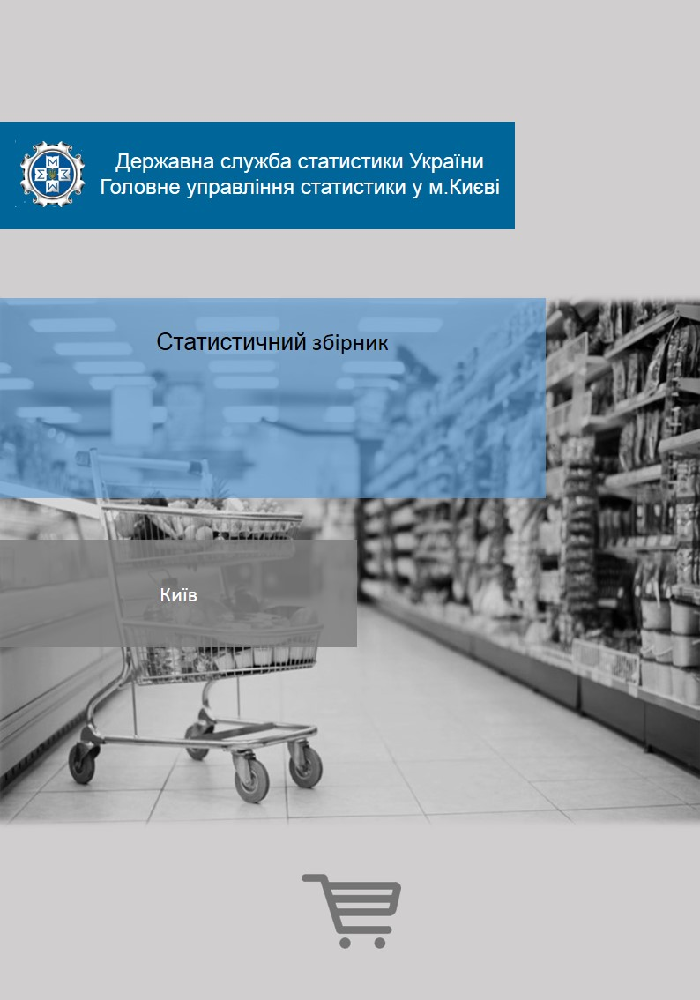 Державна служба статистики України
Головне управління статистики у м.Києві
Статистичний збірник
Київ